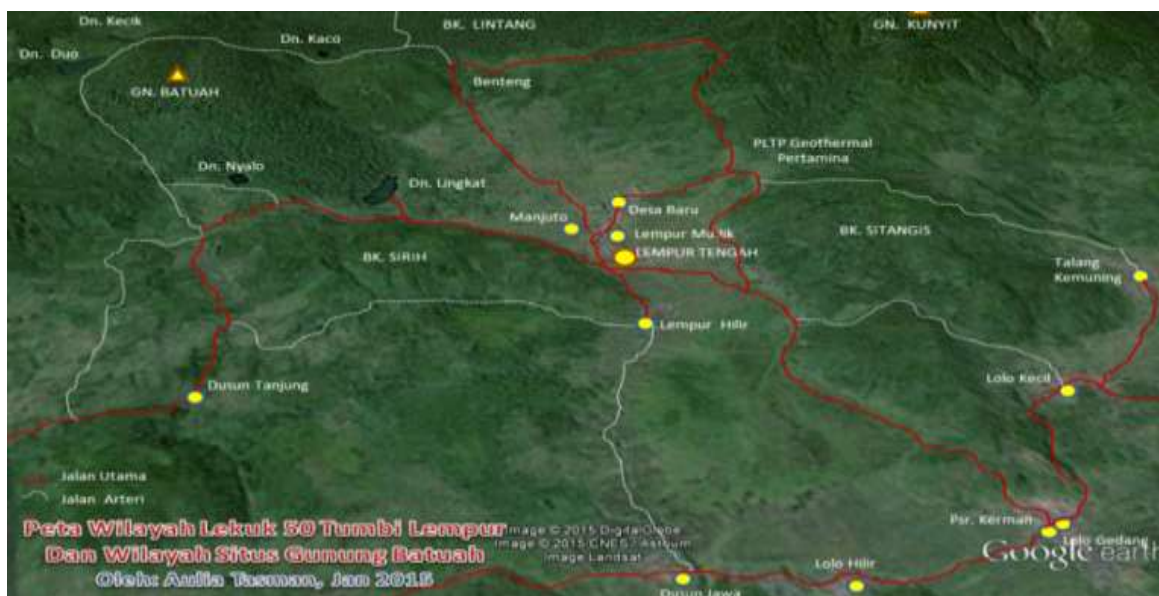 Dn. Kecik
BK. LINTANG
GN. KUNYIT
Dn. Kaco
Dn. Duo
Benteng
GN. BATUAH
PLTP Geothermal
Pertamina
Dn. Nyalo
Dn. Lingkat
Desa Baru
Manjuto
Lempur Mudik
BK. SITANGIS
LEMPUR TENGAH
BK. SIRIH
Talang
Kemuning
Lempur Hilir
Dusun Tanjung
Lolo Kecil
Jalan Utama
Jalan Arteri
Psr. Kerman
Lolo Gedang
Peta Wilayah Lekuk 50 Tumbi Lempur
Dan Wilayah Situs Gunung Batuah
Oleh: Aulia Tasman, Jan 2015
Image © 2015 DigitalGlobe
Image © 2015 CNES / Astrium
Image Landsat
Google earth
Lolo Hilir
Dusun Jawa